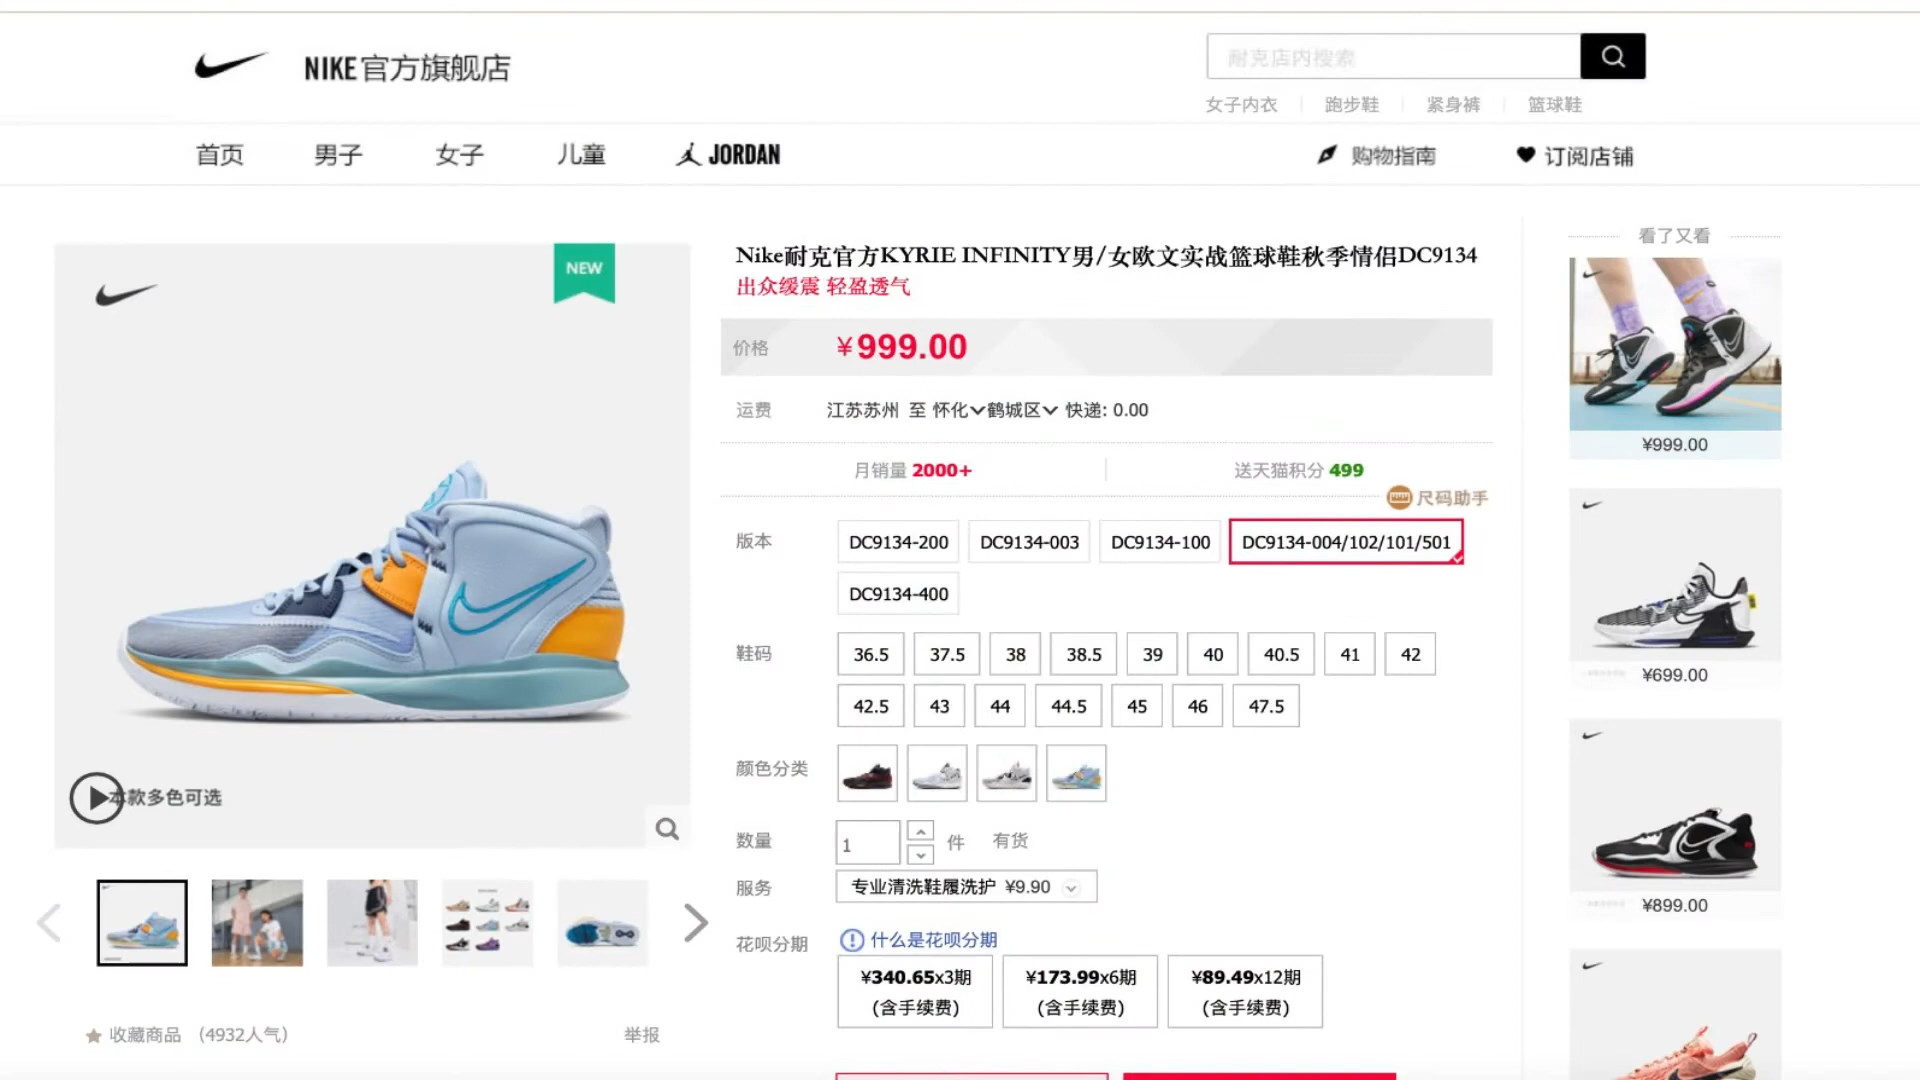 NIKE官方旗舰店
耐克店内搜索
女子内衣 跑步鞋 紧身裤 篮球鞋
首页 男子 女子 儿童 JORDAN 购物指南 订阅店铺
NEW
本款多色可选
收藏商品 (4932人气) 举报
Nike耐克官方KYRIE INFINITY男/女欧文实战篮球鞋秋季情侣DC9134
出众缓震 轻盈透气
价格 ¥999.00
运费 江苏苏州 至 怀化 鹤城区 快递: 0.00
月销量 2000+ 送天猫积分 499
尺码助手
版本 DC9134-200 DC9134-003 DC9134-100 DC9134-004/102/101/501
DC9134-400
鞋码 36.5 37.5 38 38.5 39 40 40.5 41 42
42.5 43 44 44.5 45 46 47.5
颜色分类
数量 1 件 有货
服务 专业清洗鞋履洗护 ¥9.90
花呗分期 什么是花呗分期
¥340.65x3期 ¥173.99x6期 ¥89.49x12期
(含手续费) (含手续费) (含手续费)
看了又看
¥999.00
¥699.00
¥899.00